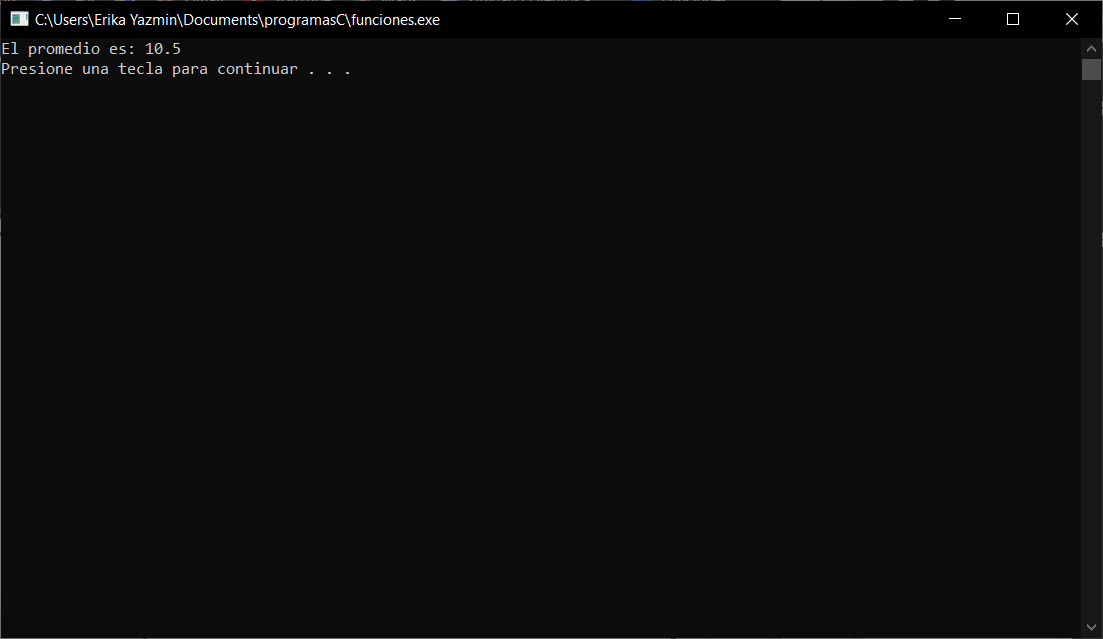 C:\Users\Erika Yazmin\Documents\programasC\funciones.exe
El promedio es: 10.5
Presione una tecla para continuar . . .